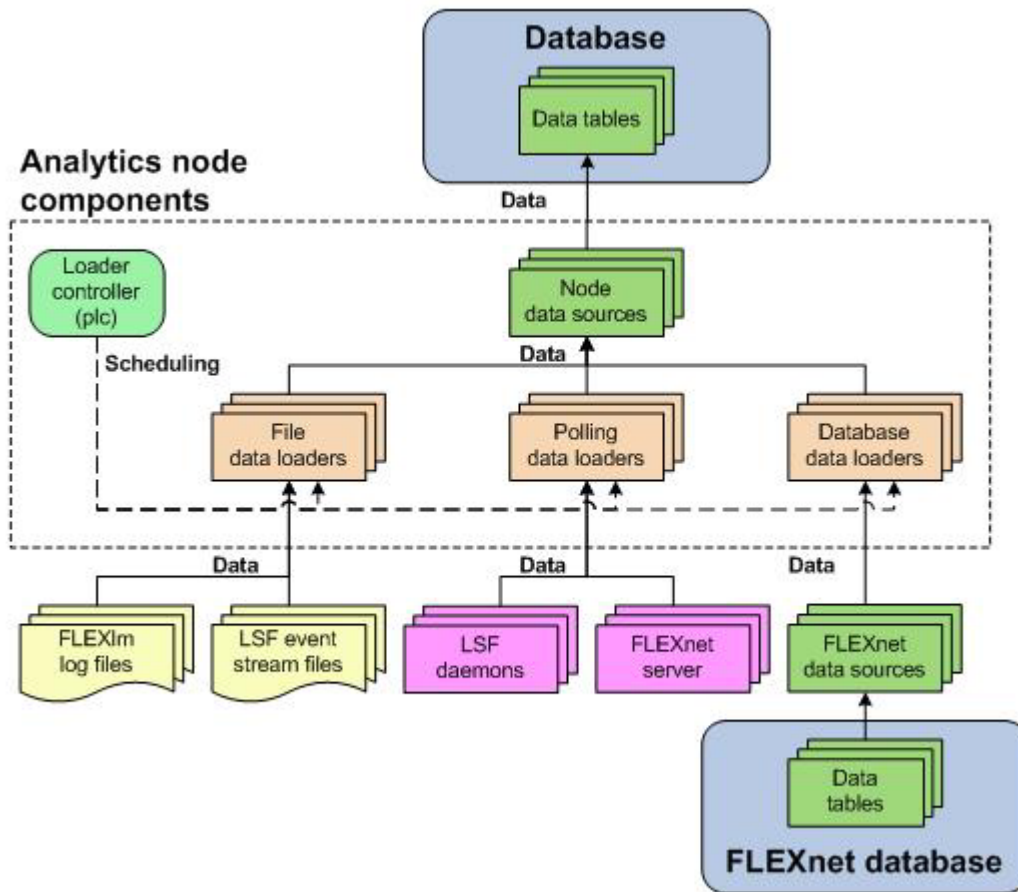 Database
Data tables
Analytics node
components
Data
Loader
controller
(plc)
Node
data sources
Scheduling
Data
File
data loaders
Polling
data loaders
Database
data loaders
Data
Data
Data
FLEXlm
log files
LSF event
stream files
LSF
daemons
FLEXnet
server
FLEXnet
data sources
Data
tables
FLEXnet database